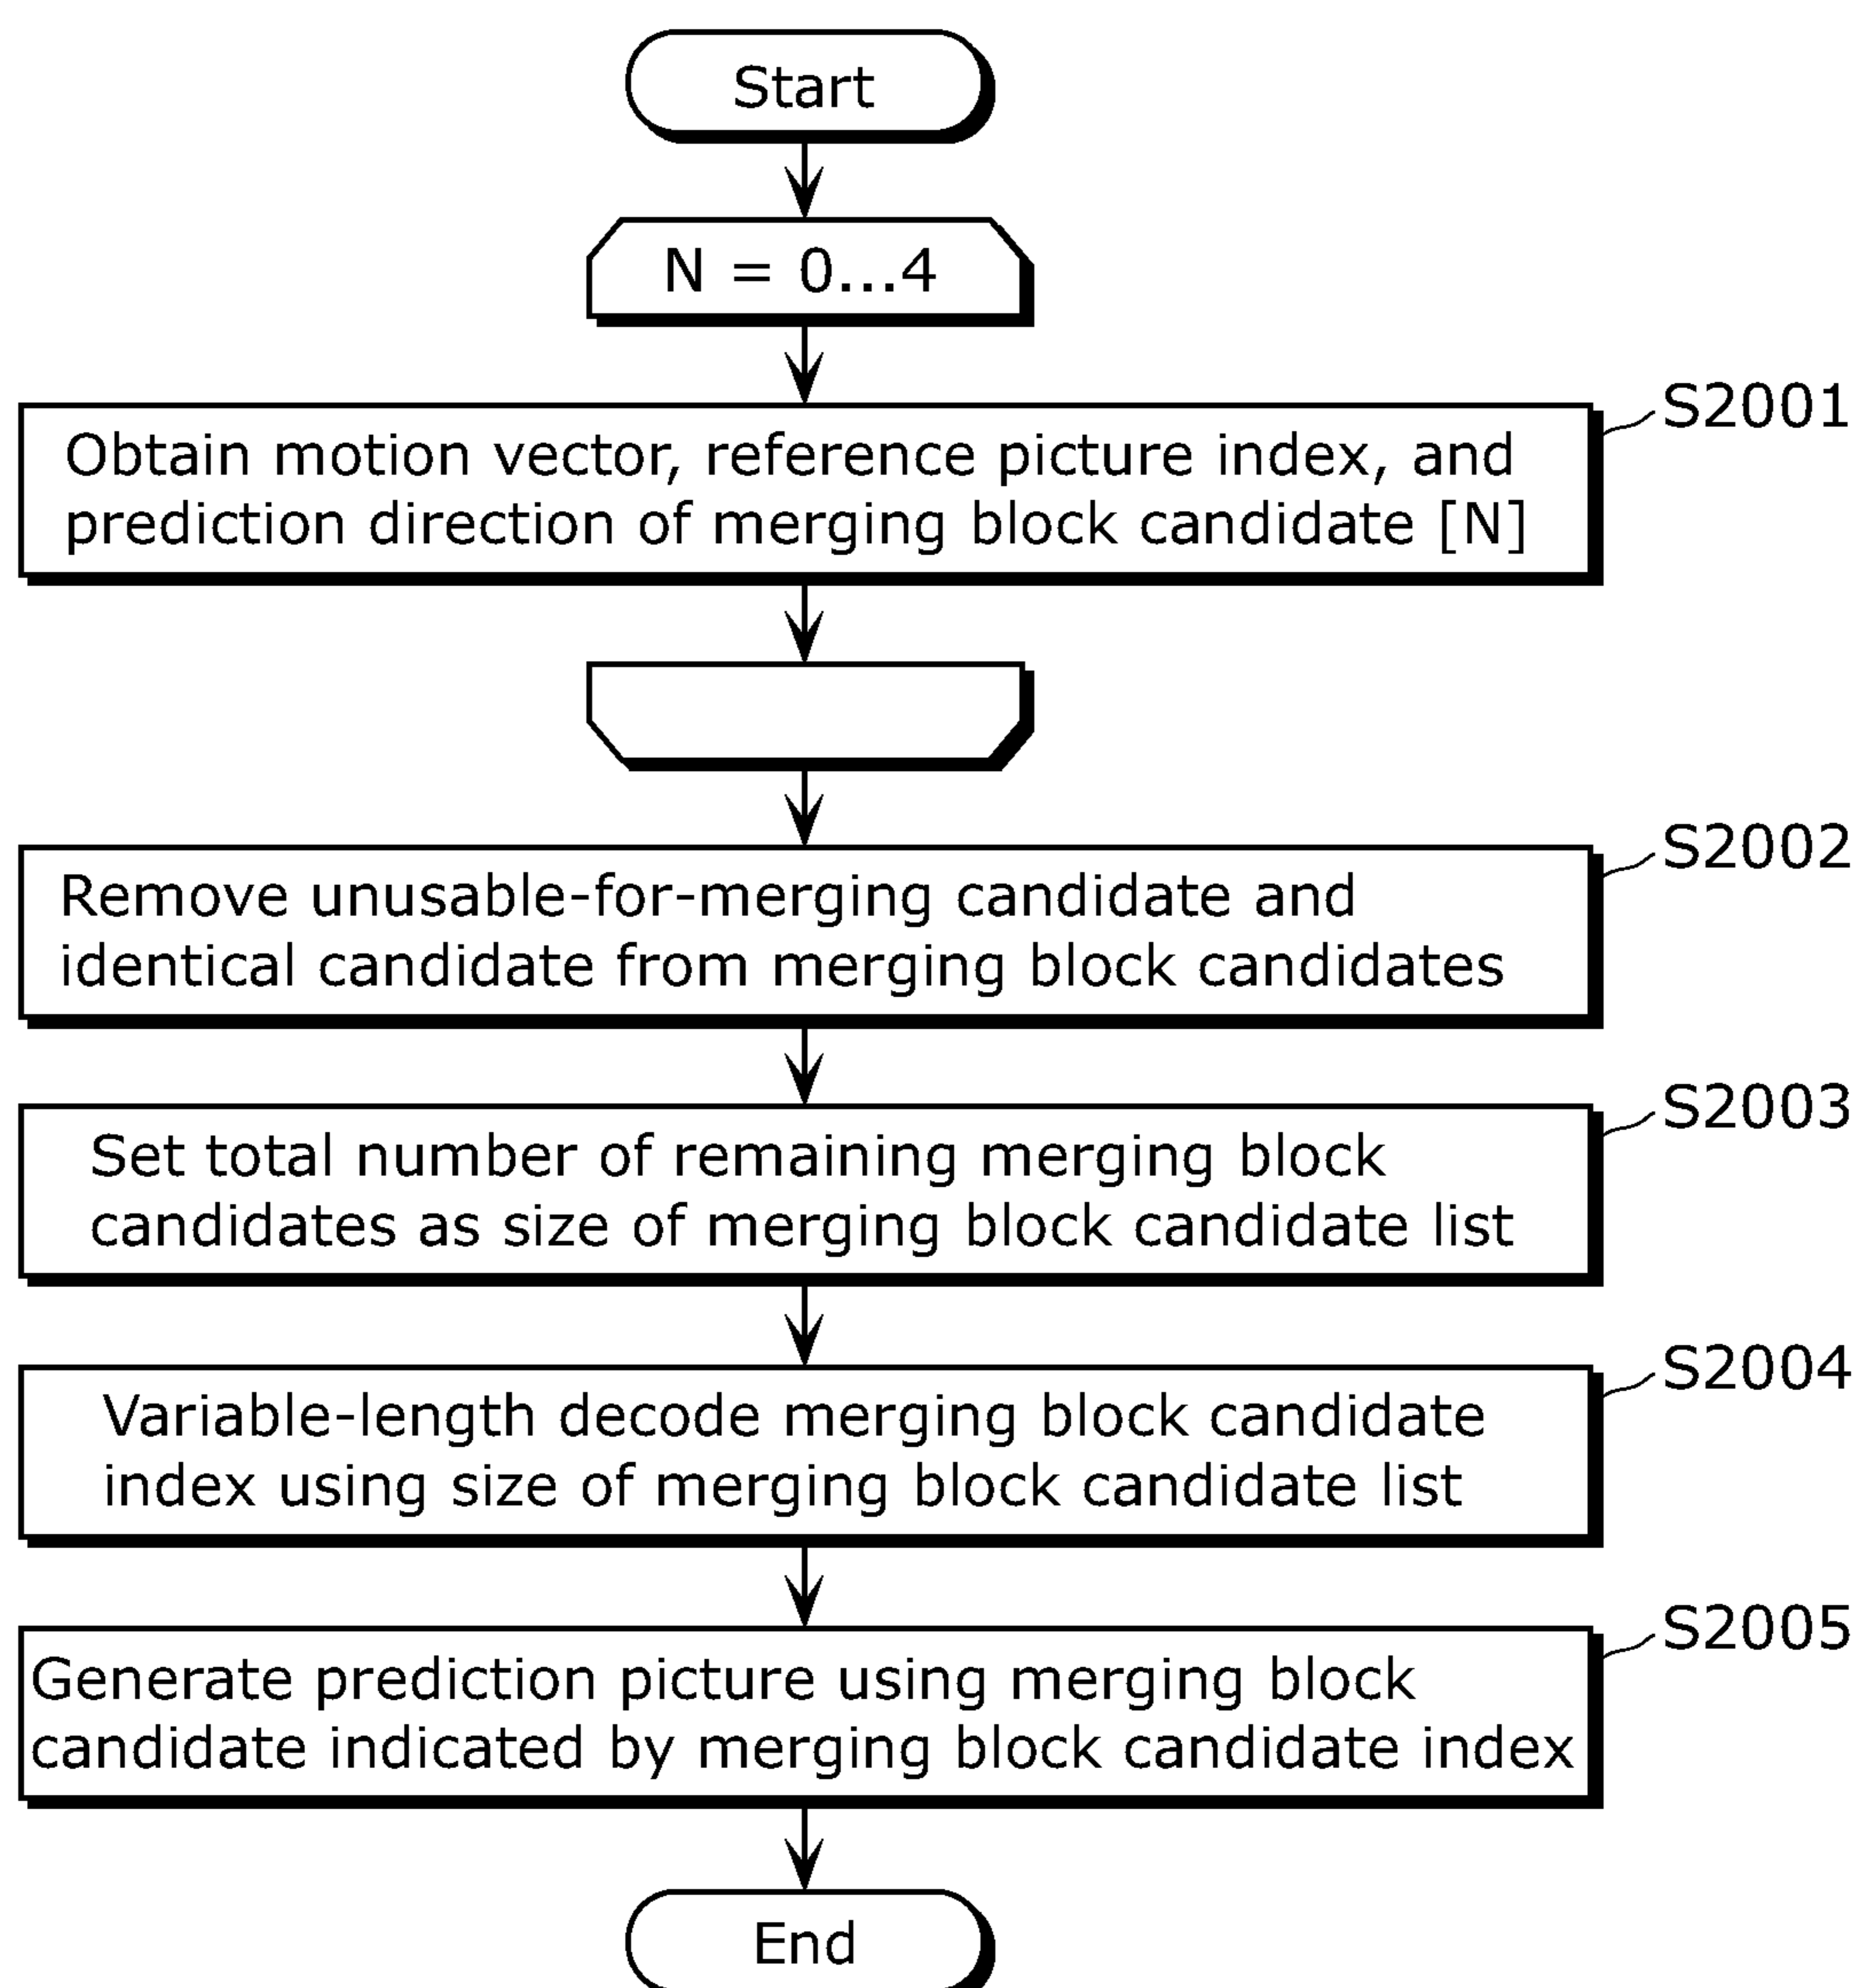 Start
N = 0...4
S2001
Obtain motion vector, reference picture index, and
prediction direction of merging block candidate [N]
S2002
Remove unusable-for-merging candidate and
identical candidate from merging block candidates
S2003
Set total number of remaining merging block
candidates as size of merging block candidate list
S2004
Variable-length decode merging block candidate
index using size of merging block candidate list
S2005
Generate prediction picture using merging block
candidate indicated by merging block candidate index
End